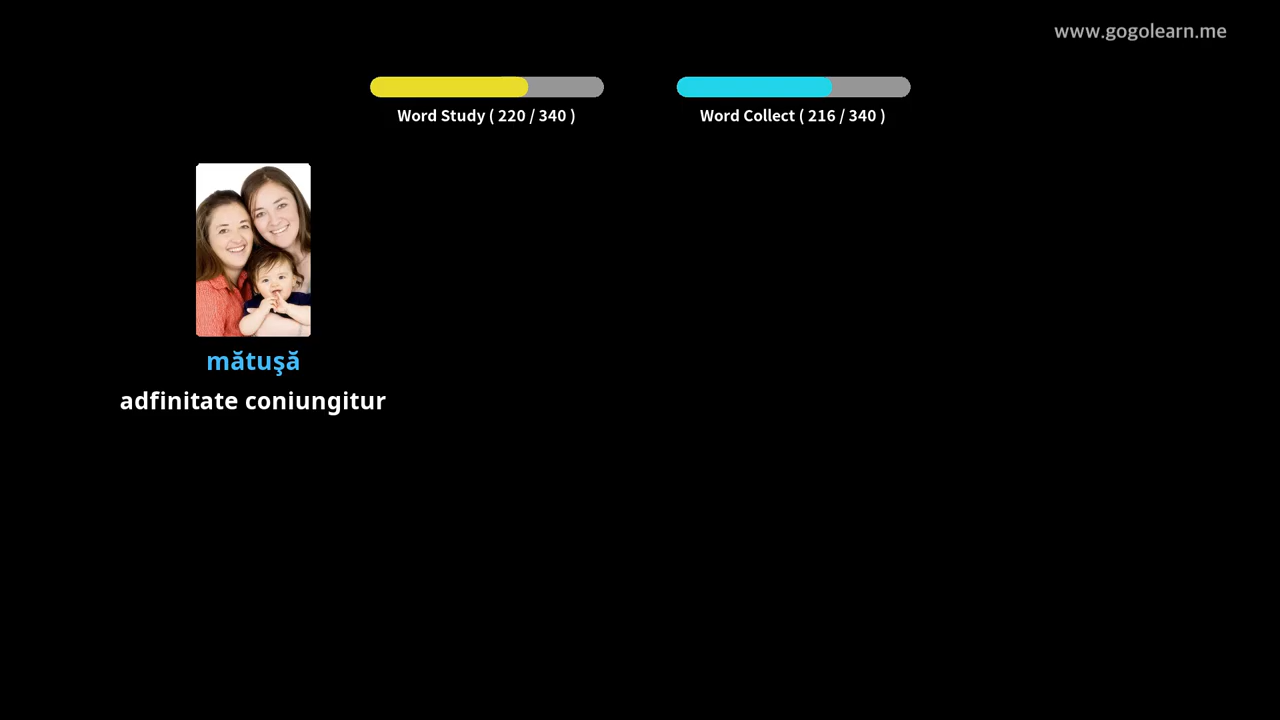 www.gogolearn.me
Word Study ( 220 / 340 )
Word Collect ( 216 / 340 )
mătuşă
adfinitate coniungitur